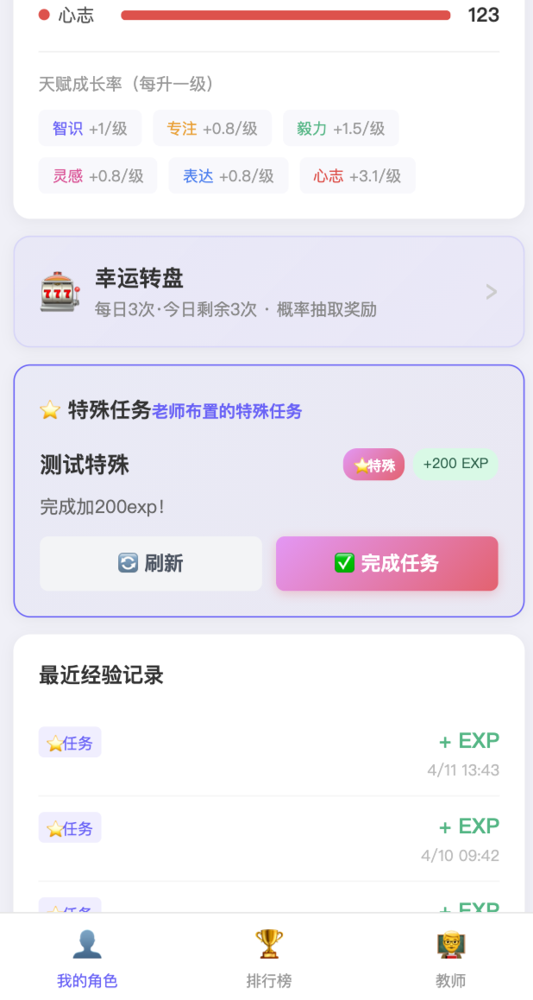 心志 123
天赋成长率（每升一级）
智识 +1/级 专注 +0.8/级 毅力 +1.5/级
灵感 +0.8/级 表达 +0.8/级 心志 +3.1/级
777
幸运转盘
每日3次·今日剩余3次 · 概率抽取奖励
⭐ 特殊任务老师布置的特殊任务
测试特殊 ⭐特殊 +200 EXP
完成加200exp！
🔄 刷新 ✅ 完成任务
最近经验记录
⭐任务 + EXP
4/11 13:43
⭐任务 + EXP
4/10 09:42
⭐任务 + EXP
我的角色 排行榜 教师